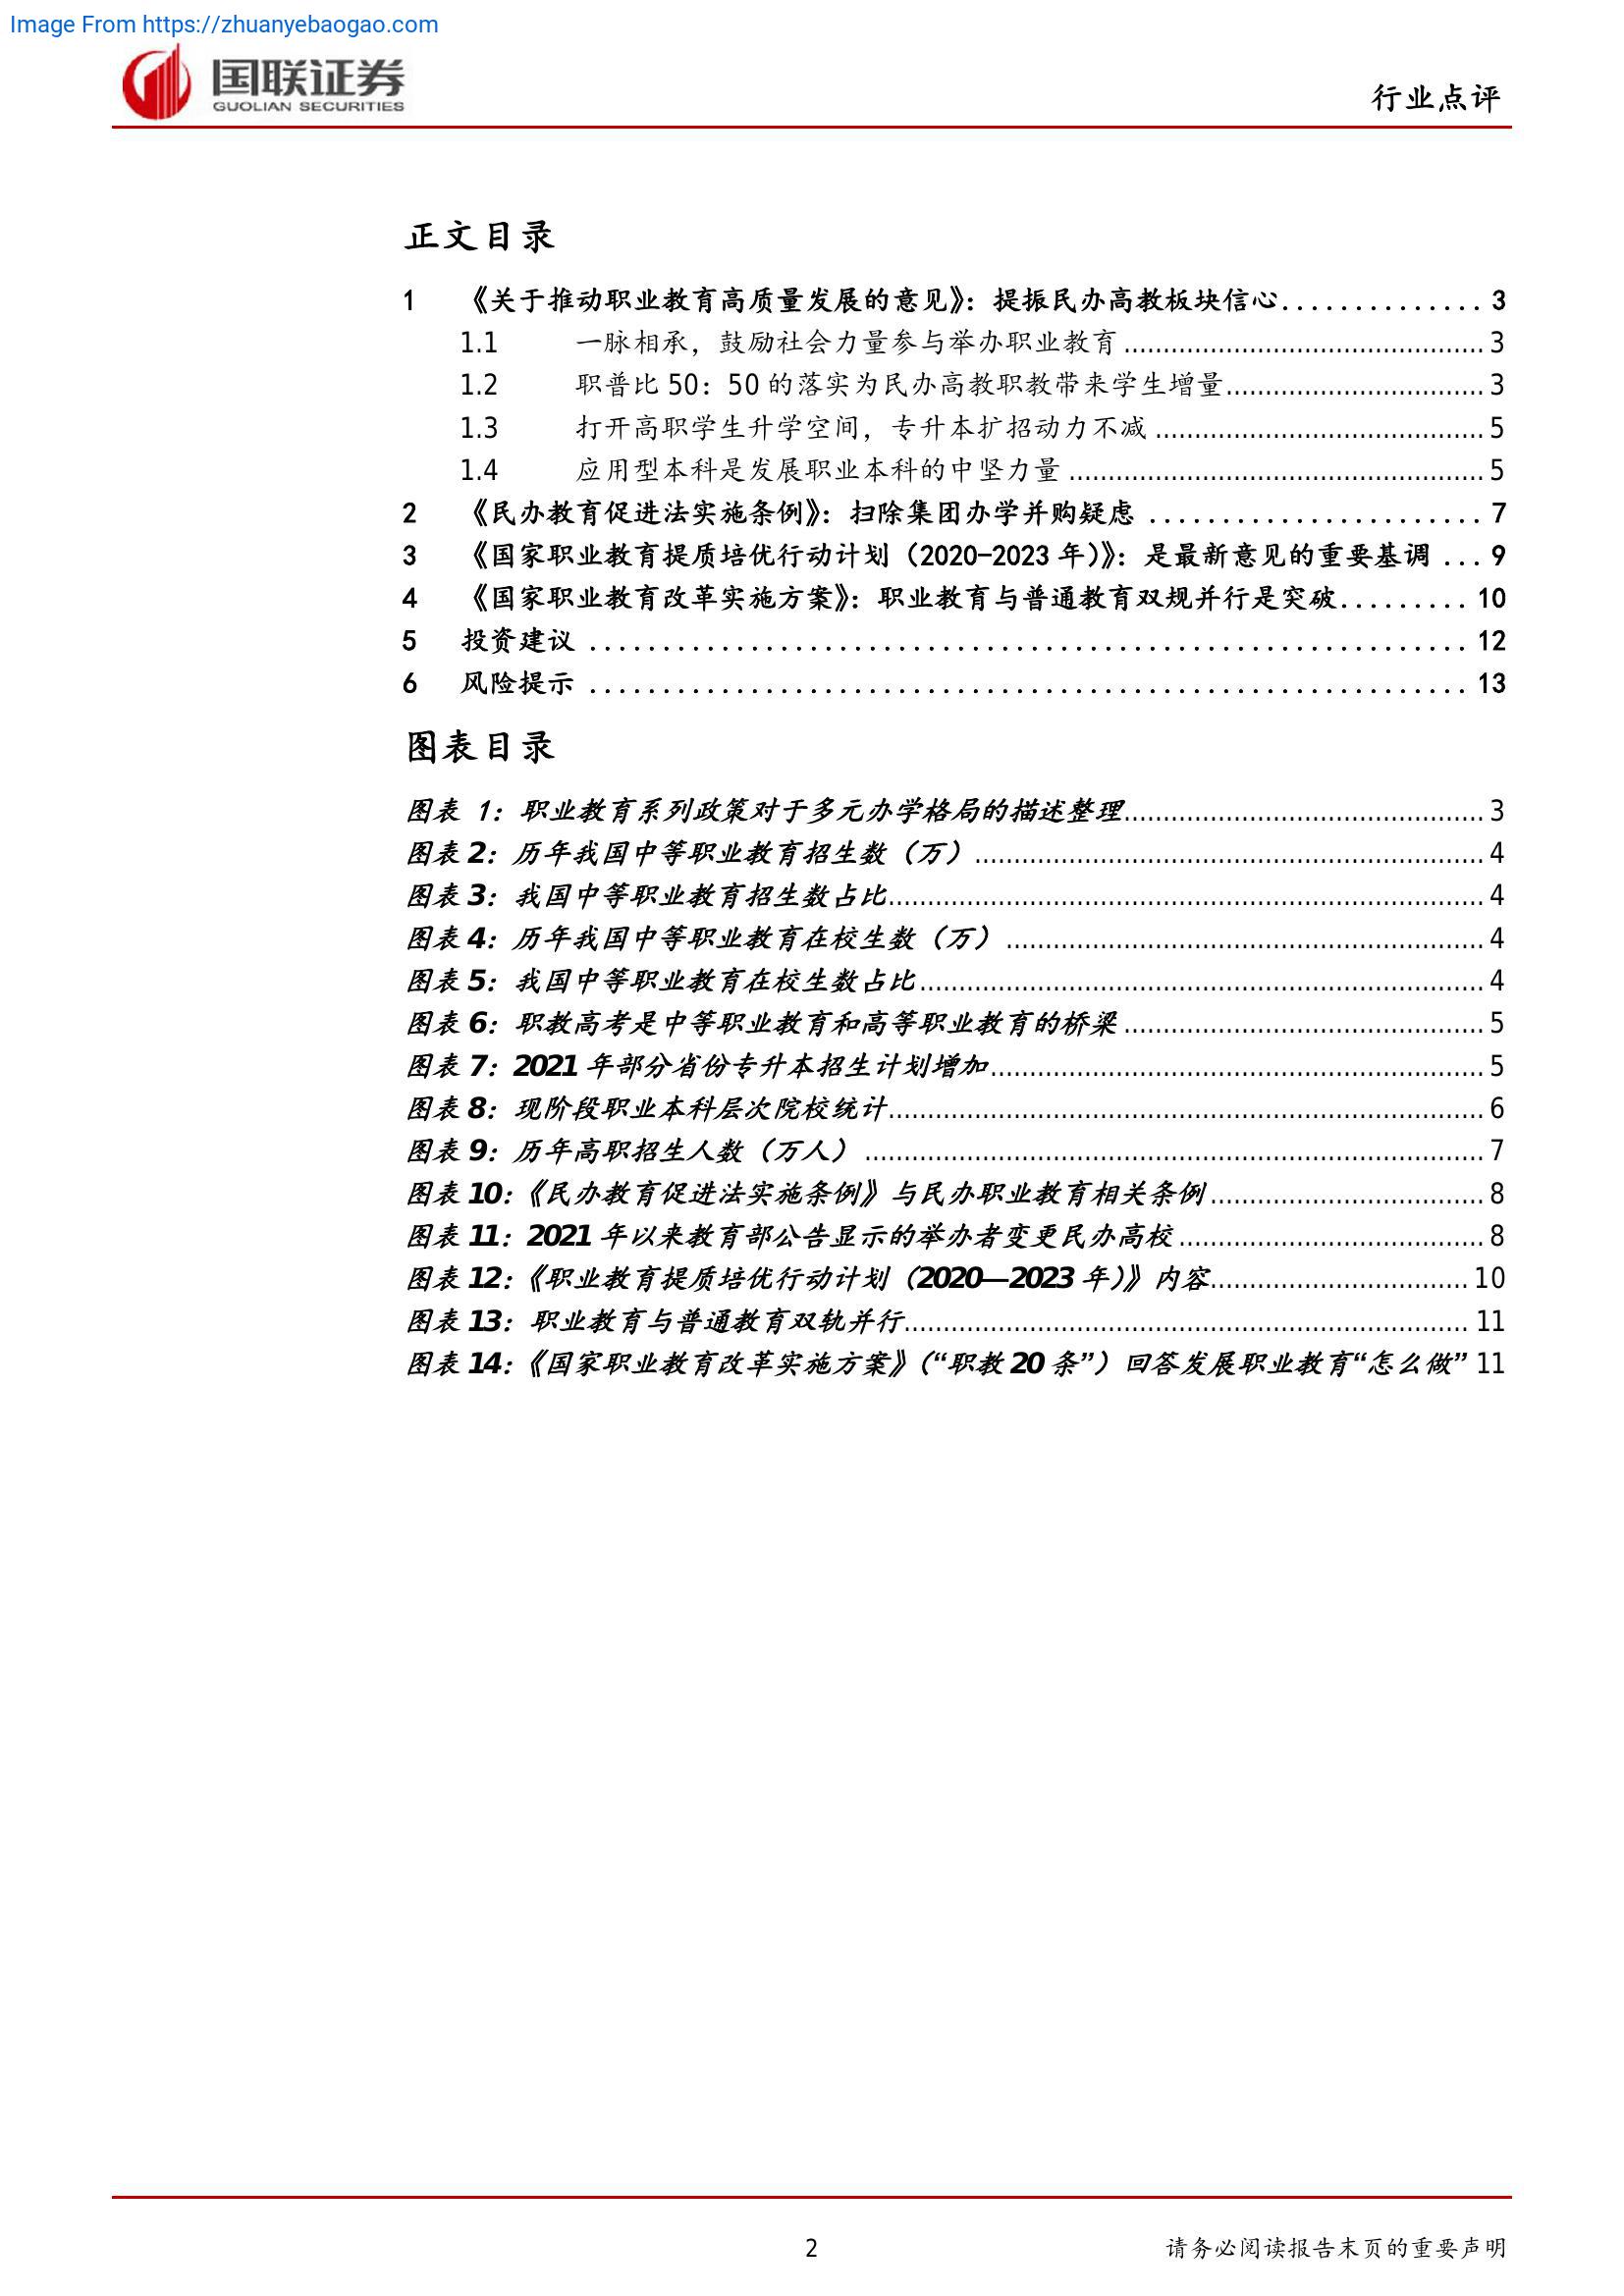 Image From https://zhuanyebaogao.com
国联证券
GUOLIAN SECURITIES
行业点评
正文目录
1 《关于推动职业教育高质量发展的意见》：提振民办高教板块信心.............. 3
1.1 一脉相承，鼓励社会力量参与举办职业教育.............................................. 3
1.2 职普比 50：50 的落实为民办高教职教带来学生增量................................. 3
1.3 打开高职学生升学空间，专升本扩招动力不减.......................................... 5
1.4 应用型本科是发展职业本科的中坚力量..................................................... 5
2 《民办教育促进法实施条例》：扫除集团办学并购疑虑 ....................... 7
3 《国家职业教育提质培优行动计划（2020-2023 年）》：是最新意见的重要基调 ... 9
4 《国家职业教育改革实施方案》：职业教育与普通教育双规并行是突破......... 10
5 投资建议 ............................................................. 12
6 风险提示 ............................................................. 13
图表目录
图表 1：职业教育系列政策对于多元办学格局的描述整理.............................................. 3
图表 2：历年我国中等职业教育招生数（万）................................................................. 4
图表 3：我国中等职业教育招生数占比............................................................................ 4
图表 4：历年我国中等职业教育在校生数（万）............................................................. 4
图表 5：我国中等职业教育在校生数占比........................................................................ 4
图表 6：职教高考是中等职业教育和高等职业教育的桥梁.............................................. 5
图表 7：2021 年部分省份专升本招生计划增加............................................................... 5
图表 8：现阶段职业本科层次院校统计............................................................................ 6
图表 9：历年高职招生人数（万人）............................................................................... 7
图表 10：《民办教育促进法实施条例》与民办职业教育相关条例................................... 8
图表 11：2021 年以来教育部公告显示的举办者变更民办高校....................................... 8
图表 12：《职业教育提质培优行动计划（2020—2023 年）》内容................................. 10
图表 13：职业教育与普通教育双轨并行........................................................................ 11
图表 14：《国家职业教育改革实施方案》（“职教 20 条”）回答发展职业教育“怎么做” 11
2
请务必阅读报告末页的重要声明